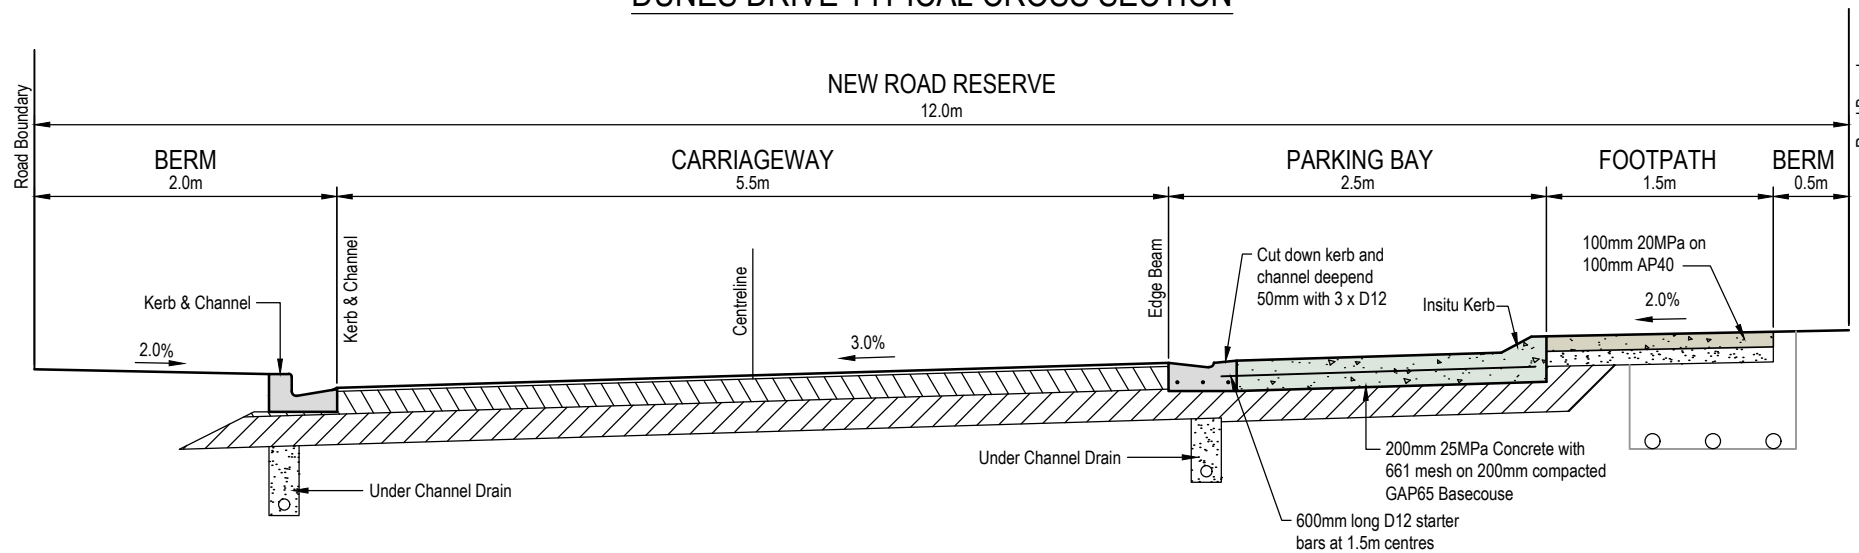 DUNES DRIVE TYPICAL CROSS SECTION
NEW ROAD RESERVE
12.0m
Road Boundary
BERM
2.0m
CARRIAGEWAY
5.5m
PARKING BAY
2.5m
FOOTPATH
1.5m
BERM
0.5m
Kerb & Channel
Kerb & Channel
Centreline
Edge Beam
Cut down kerb and
channel deepend
50mm with 3 x D12
Insitu Kerb
100mm 20MPa on
100mm AP40
2.0%
2.0%
3.0%
Under Channel Drain
Under Channel Drain
200mm 25MPa Concrete with
661 mesh on 200mm compacted
GAP65 Basecouse
600mm long D12 starter
bars at 1.5m centres